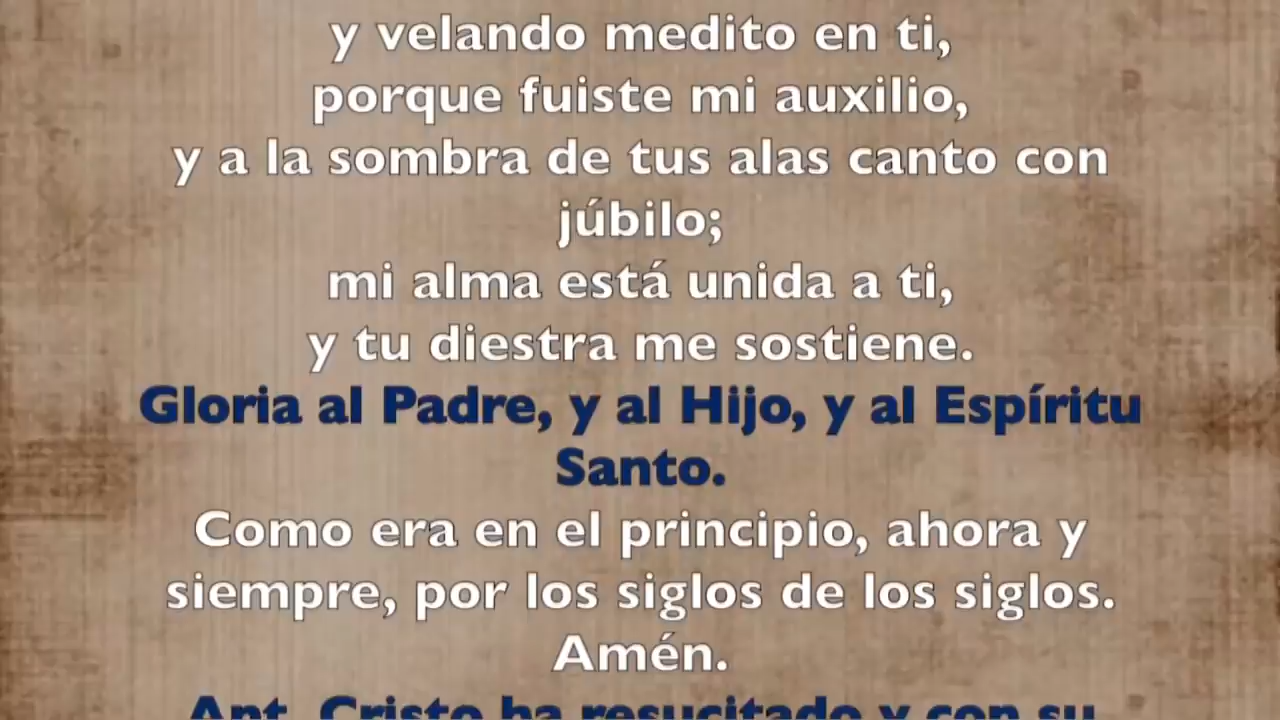 y velando medito en ti,
porque fuiste mi auxilio,
y a la sombra de tus alas canto con
júbilo;
mi alma está unida a ti,
y tu diestra me sostiene.
Gloria al Padre, y al Hijo, y al Espíritu
Santo.
Como era en el principio, ahora y
siempre, por los siglos de los siglos.
Amén.
Ant. Cristo ha resucitado y con su